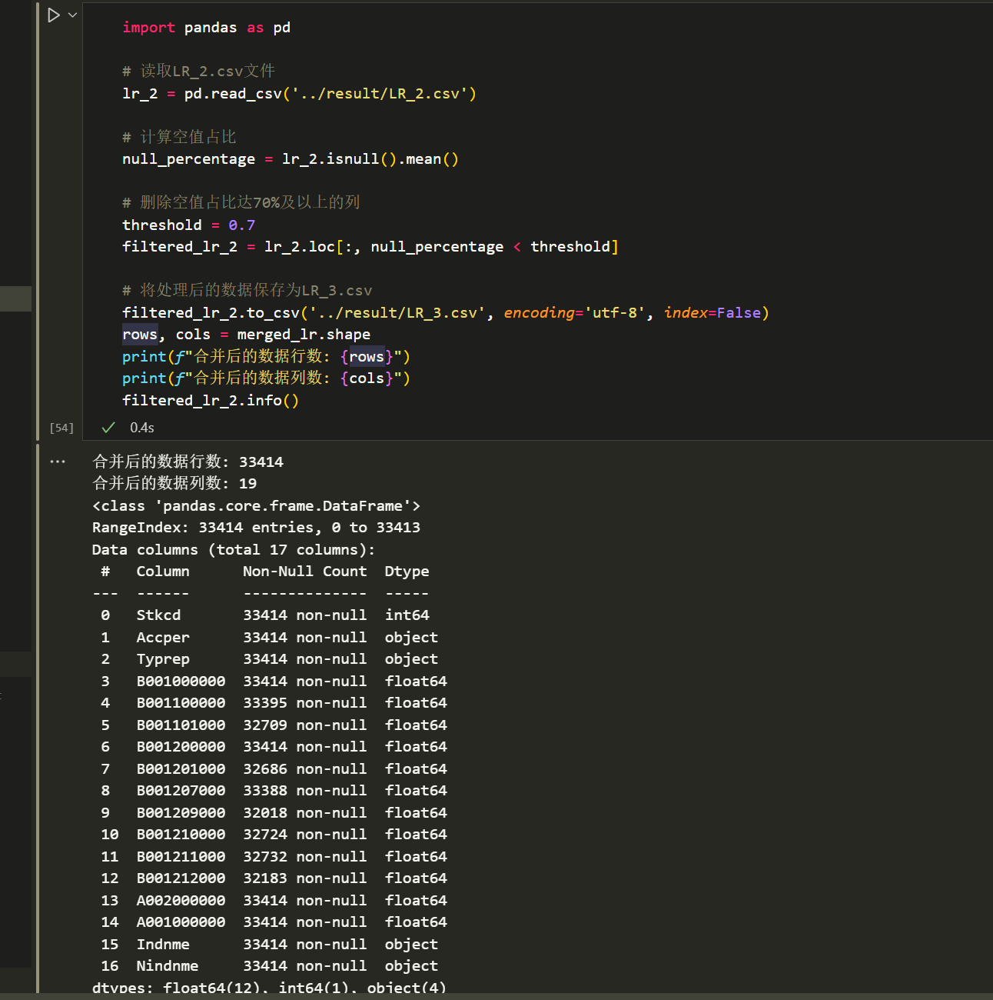 import pandas as pd
# 读取LR_2.csv文件
lr_2 = pd.read_csv('../result/LR_2.csv')
# 计算空值占比
null_percentage = lr_2.isnull().mean()
# 删除空值占比达70%及以上的列
threshold = 0.7
filtered_lr_2 = lr_2.loc[:, null_percentage < threshold]
# 将处理后的数据保存为LR_3.csv
filtered_lr_2.to_csv('../result/LR_3.csv', encoding='utf-8', index=False)
rows, cols = merged_lr.shape
print(f"合并后的数据行数: {rows}")
print(f"合并后的数据列数: {cols}")
filtered_lr_2.info()
[54] ✓ 0.4s
... 合并后的数据行数: 33414
合并后的数据列数: 19
<class 'pandas.core.frame.DataFrame'>
RangeIndex: 33414 entries, 0 to 33413
Data columns (total 17 columns):
 #   Column      Non-Null Count  Dtype
---  ------      --------------  -----
 0   Stkcd       33414 non-null  int64
 1   Accper      33414 non-null  object
 2   Typrep      33414 non-null  object
 3   B001000000  33414 non-null  float64
 4   B001100000  33395 non-null  float64
 5   B001101000  32709 non-null  float64
 6   B001200000  33414 non-null  float64
 7   B001201000  32686 non-null  float64
 8   B001207000  33388 non-null  float64
 9   B001209000  32018 non-null  float64
 10  B001210000  32724 non-null  float64
 11  B001211000  32732 non-null  float64
 12  B001212000  32183 non-null  float64
 13  A002000000  33414 non-null  float64
 14  A001000000  33414 non-null  float64
 15  Indnme      33414 non-null  object
 16  Nindnme     33414 non-null  object
dtypes: float64(12), int64(1), object(4)